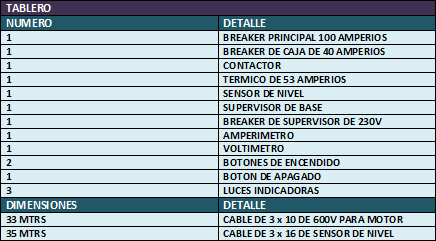 TABLERO
NUMERO DETALLE
1 BREAKER PRINCIPAL 100 AMPERIOS
1 BREAKER DE CAJA DE 40 AMPERIOS
1 CONTACTOR
1 TERMICO DE 53 AMPERIOS
1 SENSOR DE NIVEL
1 SUPERVISOR DE BASE
1 BREAKER DE SUPERVISOR DE 230V
1 AMPERIMETRO
1 VOLTIMETRO
2 BOTONES DE ENCENDIDO
1 BOTON DE APAGADO
3 LUCES INDICADORAS
DIMENSIONES DETALLE
33 MTRS CABLE DE 3 x 10 DE 600V PARA MOTOR
35 MTRS CABLE DE 3 x 16 DE SENSOR DE NIVEL